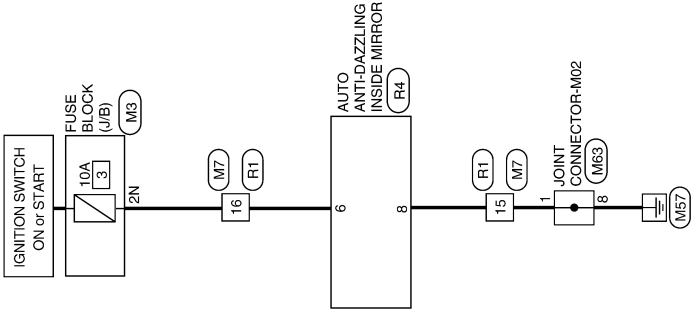 IGNITION SWITCH
ON or START
FUSE
BLOCK
(J/B)
M3
10A
3
2N
M7
R1
16
AUTO
ANTI-DAZZLING
INSIDE MIRROR
R4
6
8
R1
M7
15
JOINT
CONNECTOR-M02
M63
1
8
M57